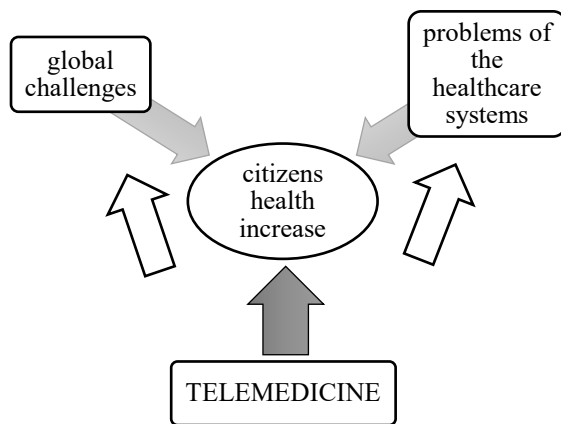 global
challenges
problems of
the
healthcare
systems
citizens
health
increase
TELEMEDICINE